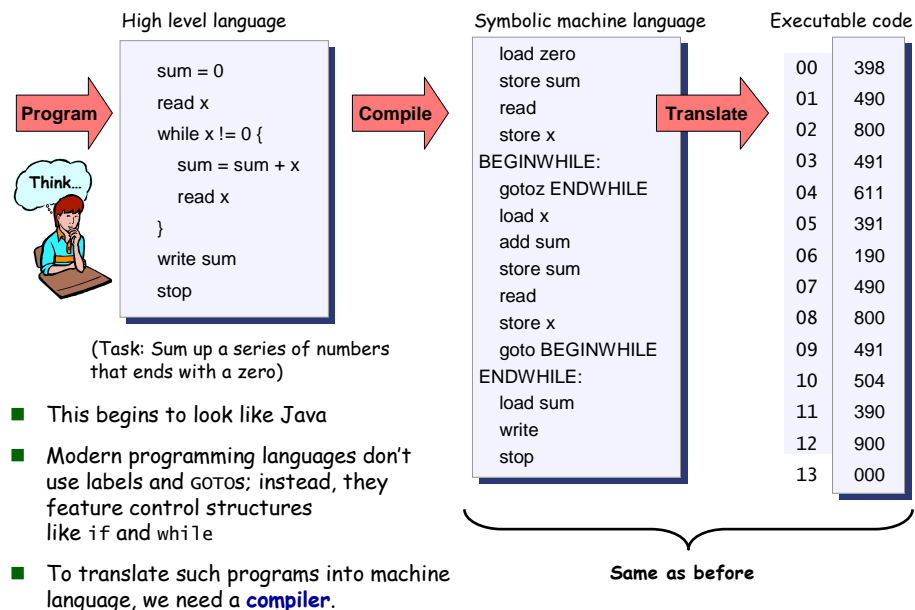 High level language
Symbolic machine language
Executable code
Program
Think...
sum = 0
read x
while x != 0 {
sum = sum + x
read x
}
write sum
stop
Compile
load zero
store sum
read
store x
BEGINWHILE:
gotoz ENDWHILE
load x
add sum
store sum
read
store x
goto BEGINWHILE
ENDWHILE:
load sum
write
stop
Translate
00 398
01 490
02 800
03 491
04 611
05 391
06 190
07 490
08 800
09 491
10 504
11 390
12 900
13 000
(Task: Sum up a series of numbers
that ends with a zero)
This begins to look like Java
Modern programming languages don't
use labels and GOTOs; instead, they
feature control structures
like if and while
To translate such programs into machine
language, we need a compiler.
Same as before